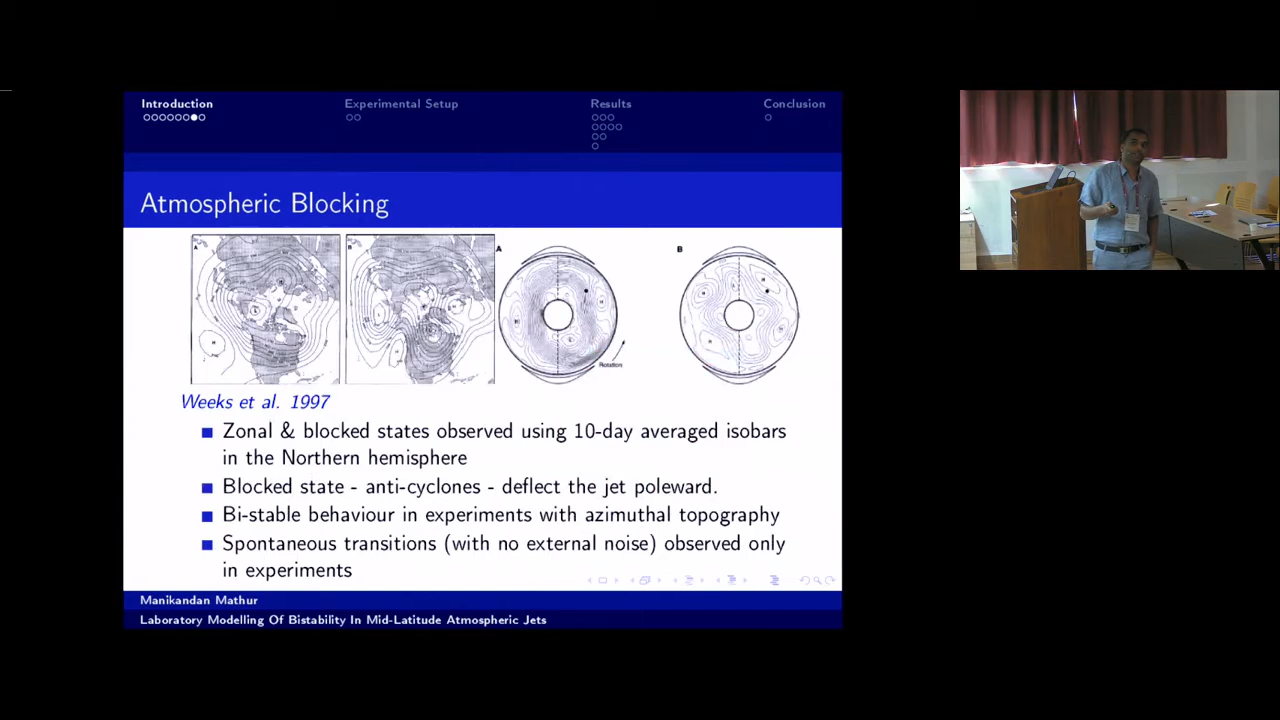 Introduction
Experimental Setup
Results
Conclusion
Atmospheric Blocking
A
B
A
B
Rotation
Weeks et al. 1997
Zonal & blocked states observed using 10-day averaged isobars
in the Northern hemisphere
Blocked state - anti-cyclones - deflect the jet poleward.
Bi-stable behaviour in experiments with azimuthal topography
Spontaneous transitions (with no external noise) observed only
in experiments
Manikandan Mathur
Laboratory Modelling Of Bistability In Mid-Latitude Atmospheric Jets